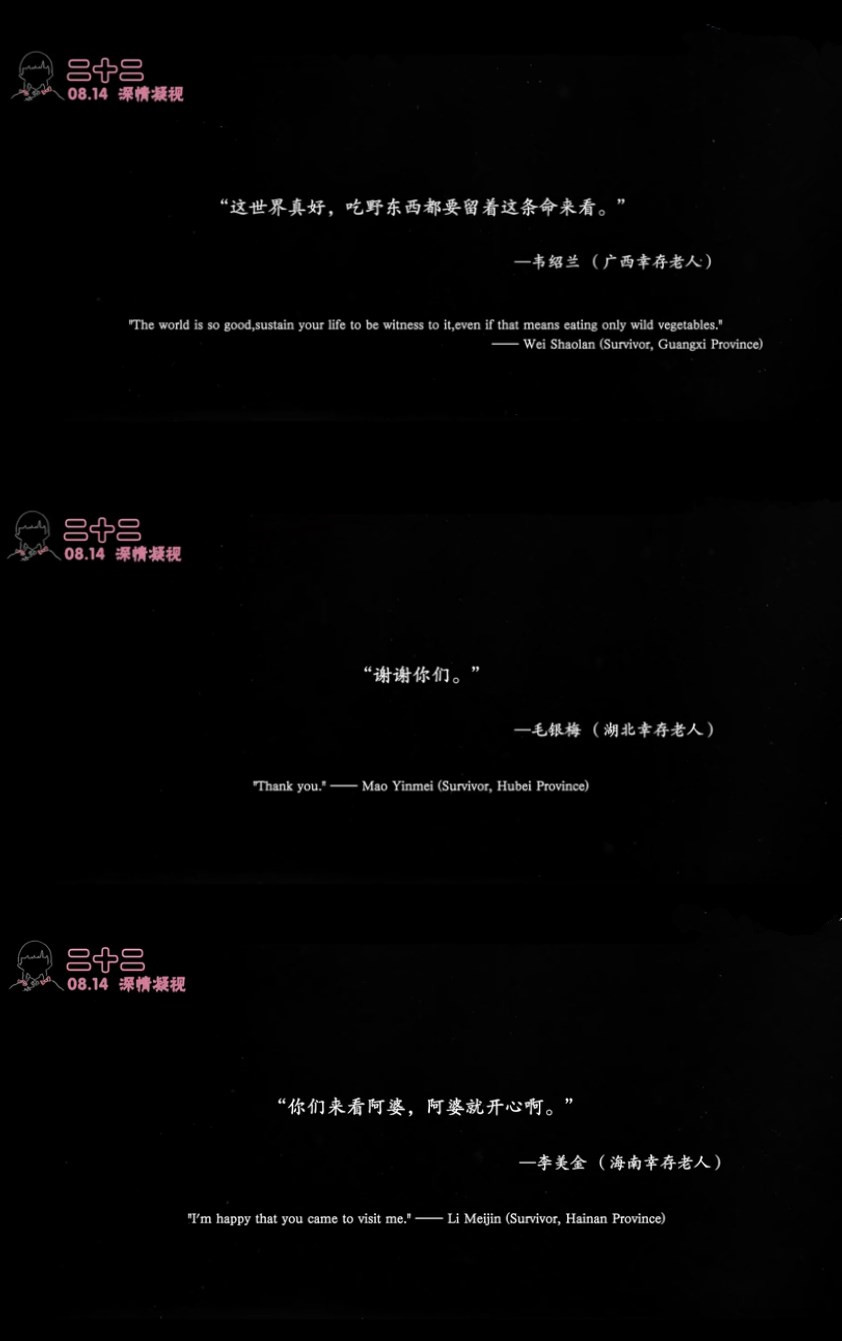 二十二
08.14 深情凝视
“这世界真好，吃野东西都要留着这条命来看。”
—韦绍兰（广西幸存老人）
"The world is so good,sustain your life to be witness to it,even if that means eating only wild vegetables."
—— Wei Shaolan (Survivor, Guangxi Province)
二十二
08.14 深情凝视
“谢谢你们。”
—毛银梅（湖北幸存老人）
"Thank you." —— Mao Yinmei (Survivor, Hubei Province)
二十二
08.14 深情凝视
“你们来看阿婆，阿婆就开心啊。”
—李美金（海南幸存老人）
"I'm happy that you came to visit me." —— Li Meijin (Survivor, Hainan Province)